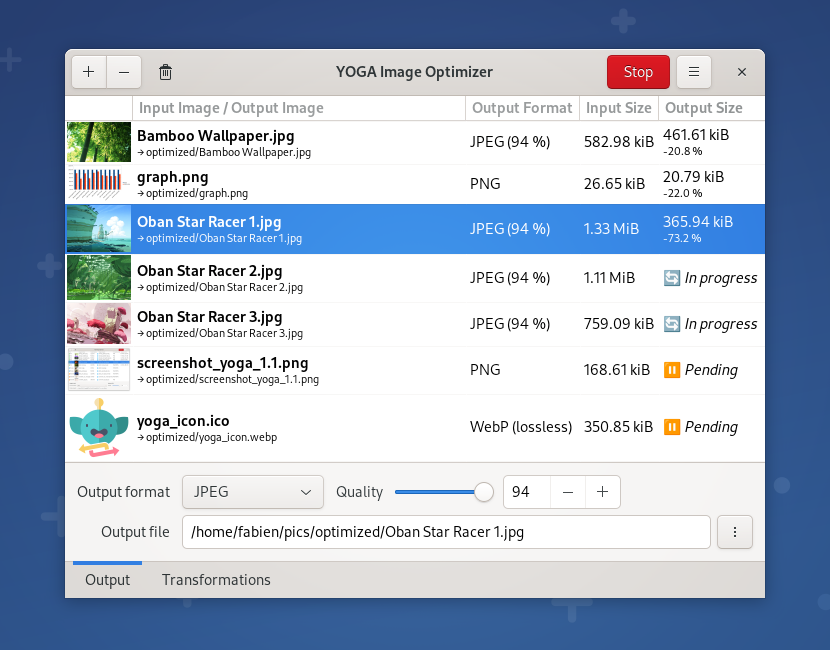 YOGA Image Optimizer
Stop
Input Image / Output Image Output Format Input Size Output Size
Bamboo Wallpaper.jpg
→ optimized/Bamboo Wallpaper.jpg
JPEG (94 %) 582.98 kiB 461.61 kiB
-20.8 %
graph.png
→ optimized/graph.png
PNG 26.65 kiB 20.79 kiB
-22.0 %
Oban Star Racer 1.jpg
→ optimized/Oban Star Racer 1.jpg
JPEG (94 %) 1.33 MiB 365.94 kiB
-73.2 %
Oban Star Racer 2.jpg
→ optimized/Oban Star Racer 2.jpg
JPEG (94 %) 1.11 MiB In progress
Oban Star Racer 3.jpg
→ optimized/Oban Star Racer 3.jpg
JPEG (94 %) 759.09 kiB In progress
screenshot_yoga_1.1.png
→ optimized/screenshot_yoga_1.1.png
PNG 168.61 kiB Pending
yoga_icon.ico
→ optimized/yoga_icon.webp
WebP (lossless) 350.85 kiB Pending
Output format JPEG Quality 94 − +
Output file /home/fabien/pics/optimized/Oban Star Racer 1.jpg
Output Transformations